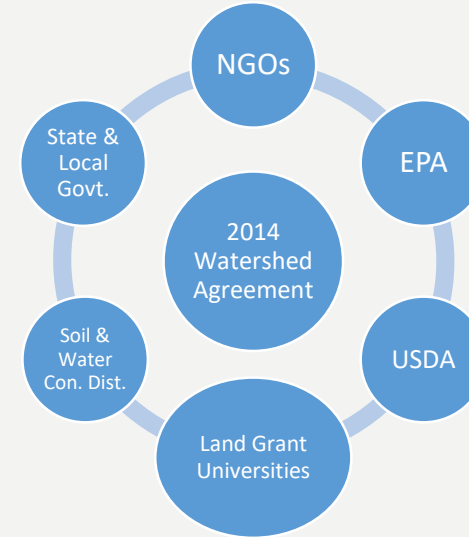 NGOs
EPA
USDA
Land Grant
Universities
Soil &
Water
Con. Dist.
State &
Local
Govt.
2014
Watershed
Agreement